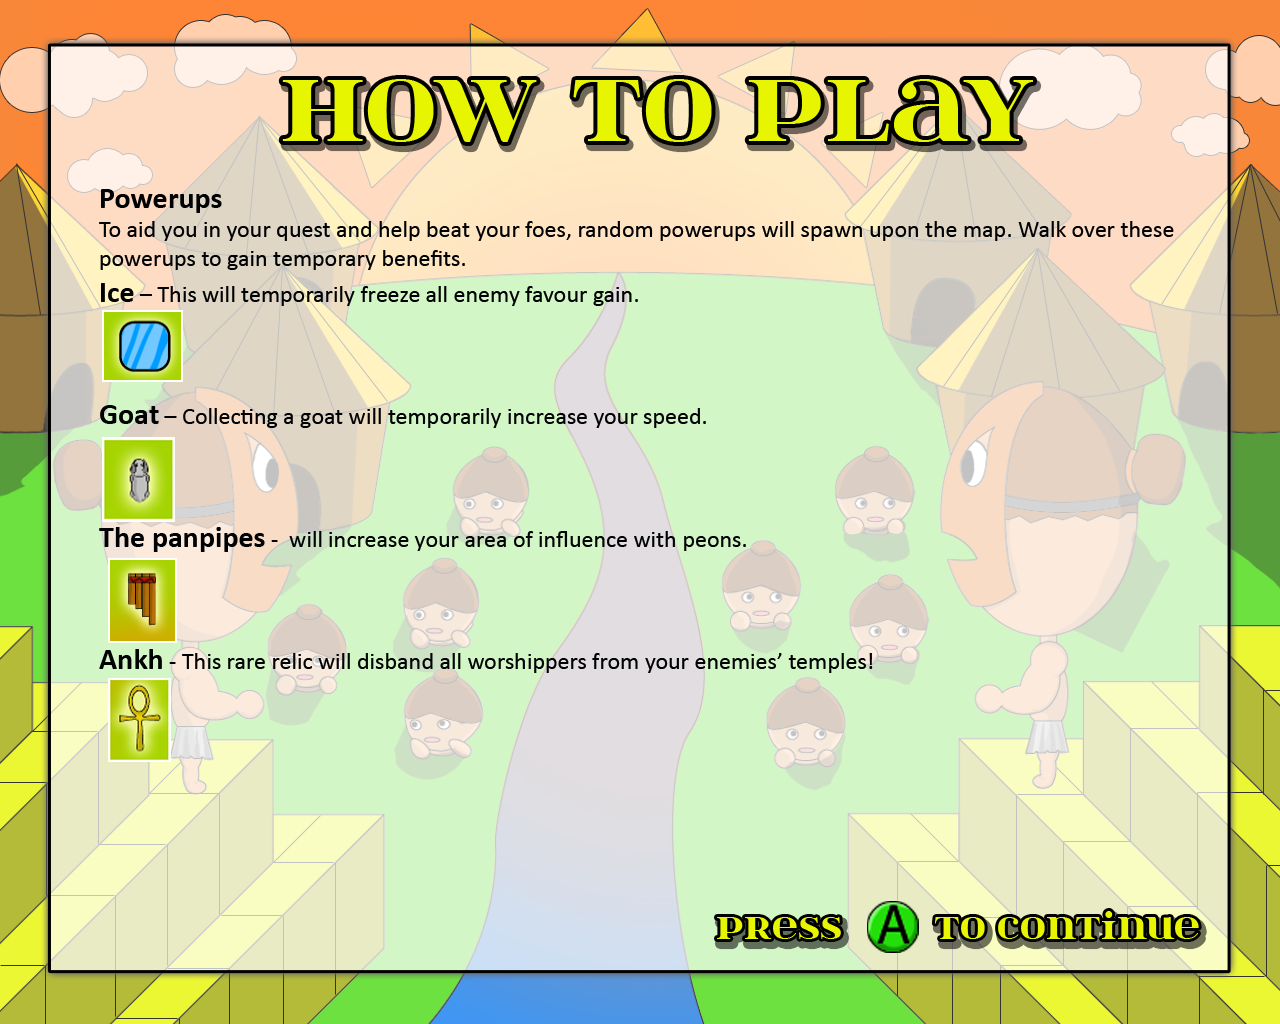 HOW TO PLaY
Powerups
To aid you in your quest and help beat your foes, random powerups will spawn upon the map. Walk over these
powerups to gain temporary benefits.
Ice – This will temporarily freeze all enemy favour gain.
Goat – Collecting a goat will temporarily increase your speed.
The panpipes -  will increase your area of influence with peons.
Ankh - This rare relic will disband all worshippers from your enemies’ temples!
Press A to continue